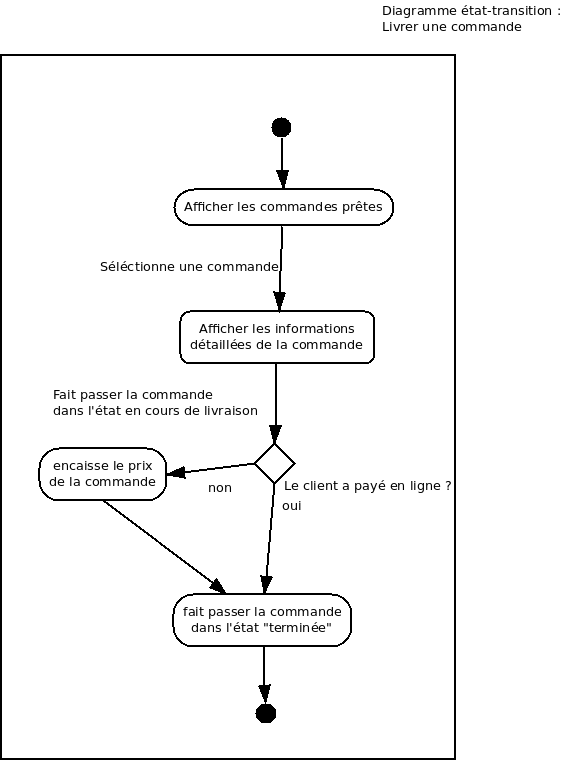 Diagramme état-transition :
Livrer une commande
Afficher les commandes prêtes
Séléctionne une commande
Afficher les informations
détaillées de la commande
Fait passer la commande
dans l'état en cours de livraison
encaisse le prix
de la commande
non
Le client a payé en ligne ?
oui
fait passer la commande
dans l'état "terminée"